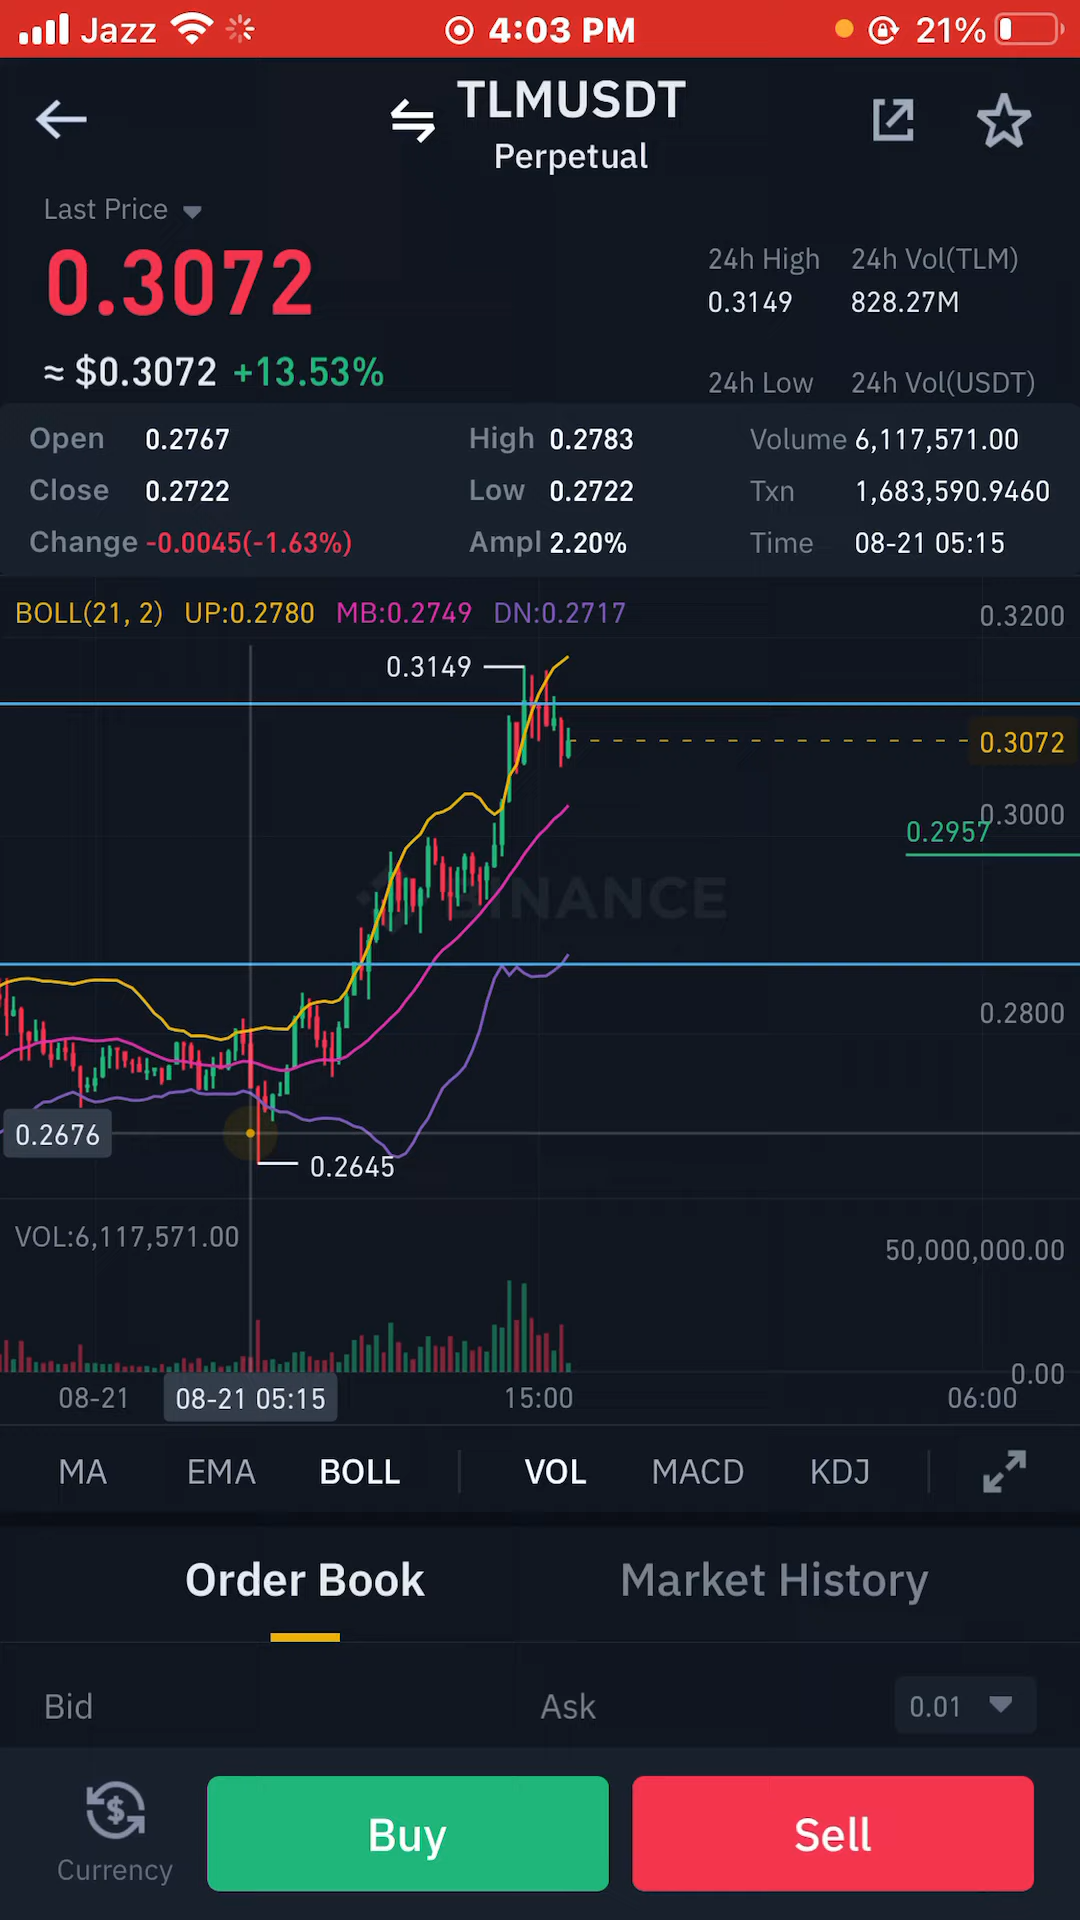 Jazz 4:03 PM 21%
TLMUSDT
Perpetual
Last Price
0.3072
≈ $0.3072 +13.53%
24h High 24h Vol(TLM)
0.3149 828.27M
24h Low 24h Vol(USDT)
Open 0.2767 High 0.2783 Volume 6,117,571.00
Close 0.2722 Low 0.2722 Txn 1,683,590.9460
Change -0.0045(-1.63%) Ampl 2.20% Time 08-21 05:15
BOLL(21, 2) UP:0.2780 MB:0.2749 DN:0.2717
0.3200
0.3149
0.3072
0.3000
0.2957
BINANCE
0.2800
0.2676
0.2645
VOL:6,117,571.00
50,000,000.00
0.00
08-21 08-21 05:15 15:00 06:00
MA EMA BOLL VOL MACD KDJ
Order Book Market History
Bid Ask 0.01
Currency Buy Sell